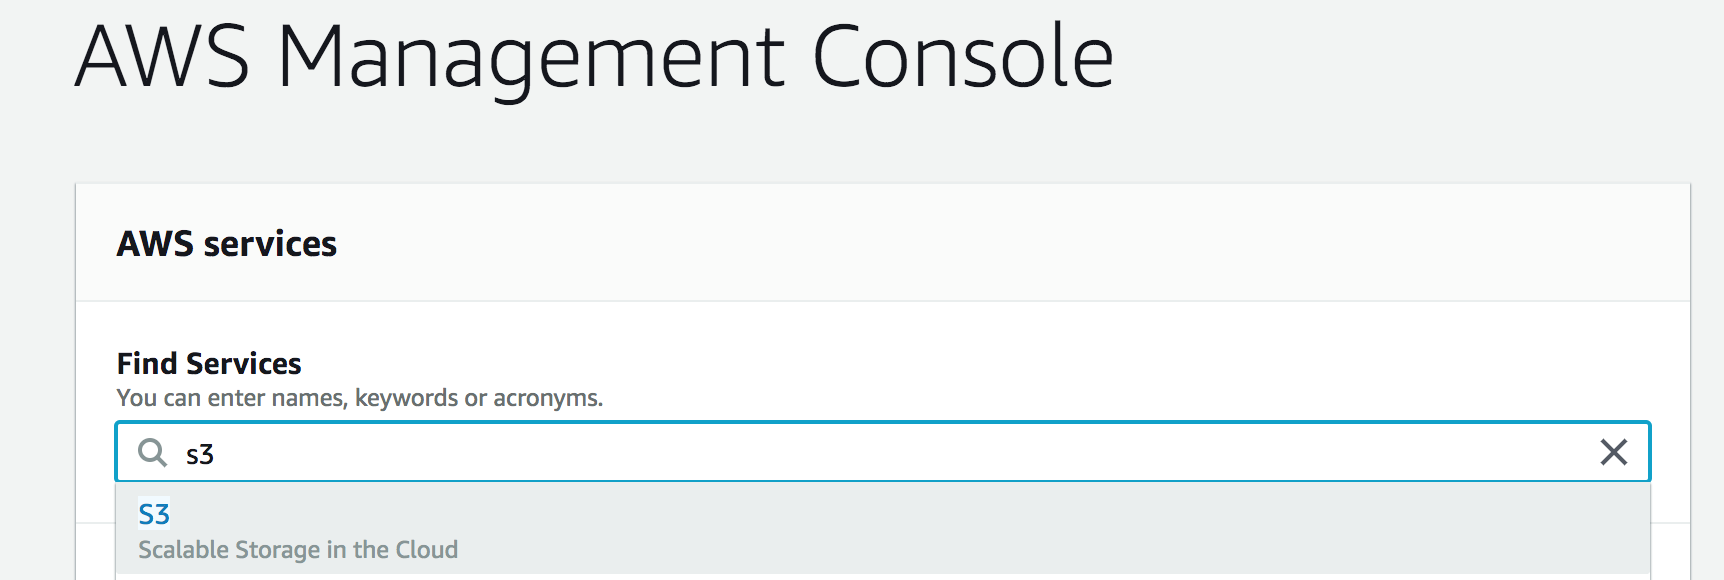 AWS Management Console
AWS services
Find Services
You can enter names, keywords or acronyms.
s3
S3
Scalable Storage in the Cloud